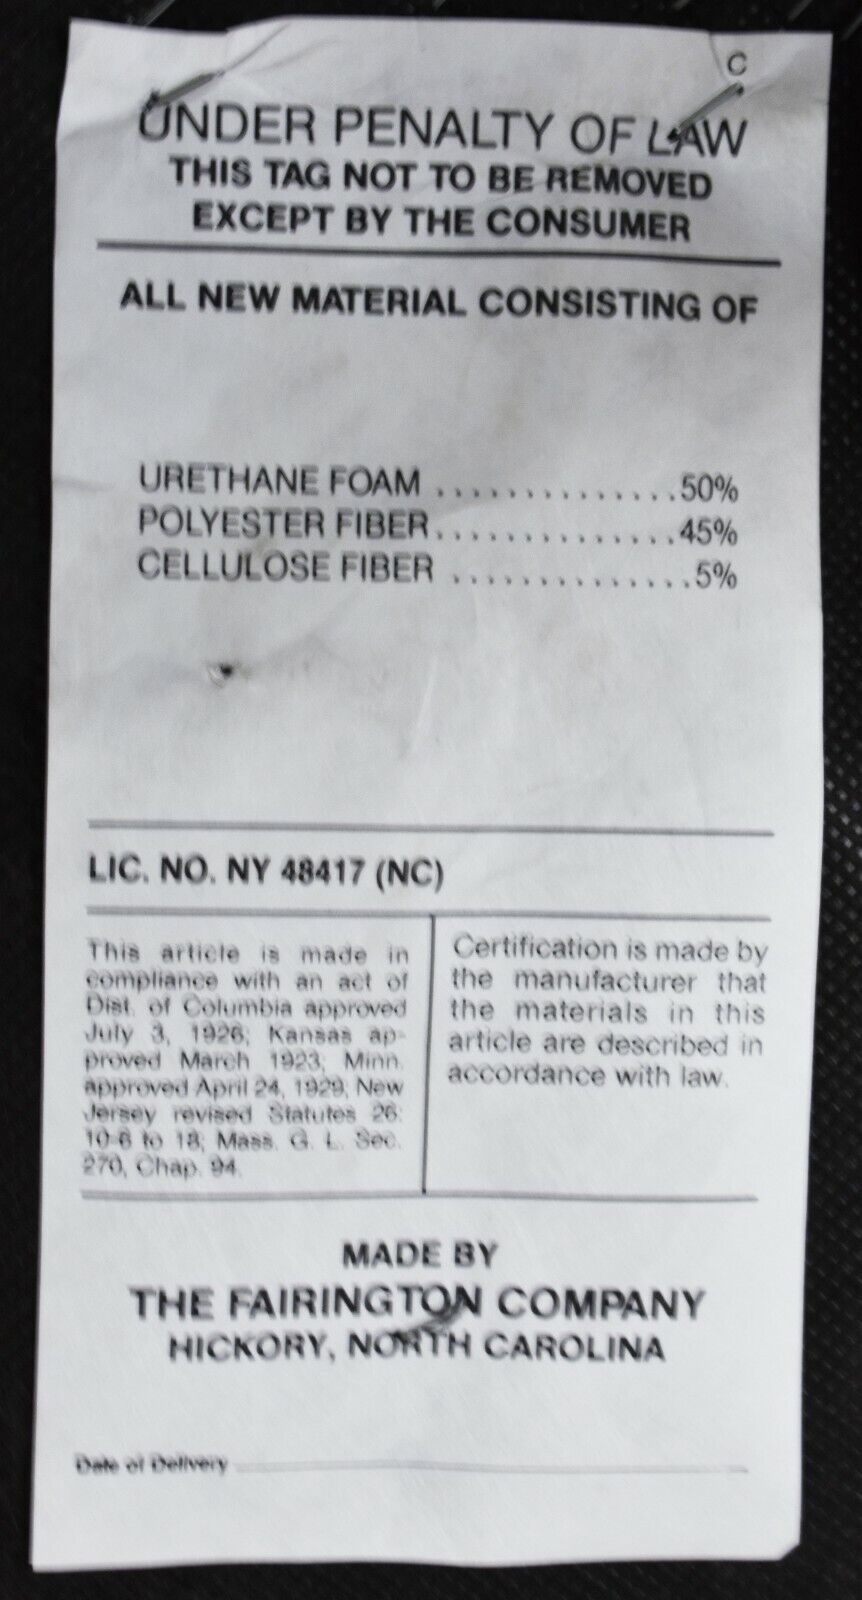 C
UNDER PENALTY OF LAW
THIS TAG NOT TO BE REMOVED
EXCEPT BY THE CONSUMER
ALL NEW MATERIAL CONSISTING OF
URETHANE FOAM ..............50%
POLYESTER FIBER..............45%
CELLULOSE FIBER ..............5%
LIC. NO. NY 48417 (NC)
This article is made in
compliance with an act of
Dist. of Columbia approved
July 3, 1926; Kansas ap-
proved March 1923; Minn.
approved April 24, 1929; New
Jersey revised Statutes 26:
10-6 to 18; Mass. G. L. Sec.
270, Chap. 94.
Certification is made by
the manufacturer that
the materials in this
article are described in
accordance with law.
MADE BY
THE FAIRINGTON COMPANY
HICKORY, NORTH CAROLINA
Date of Delivery